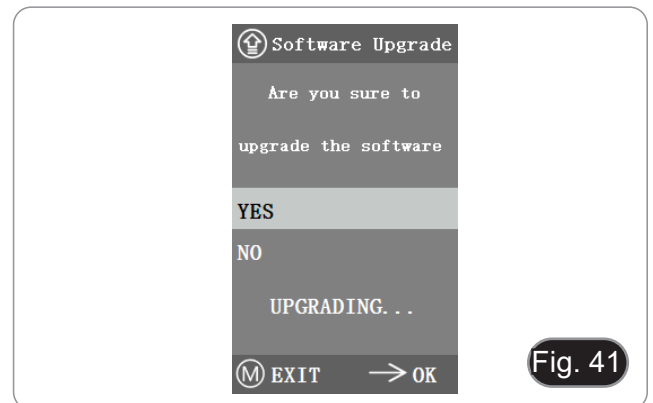 Software Upgrade
Are you sure to
upgrade the software
YES
NO
UPGRADING...
M EXIT → OK
Fig. 41